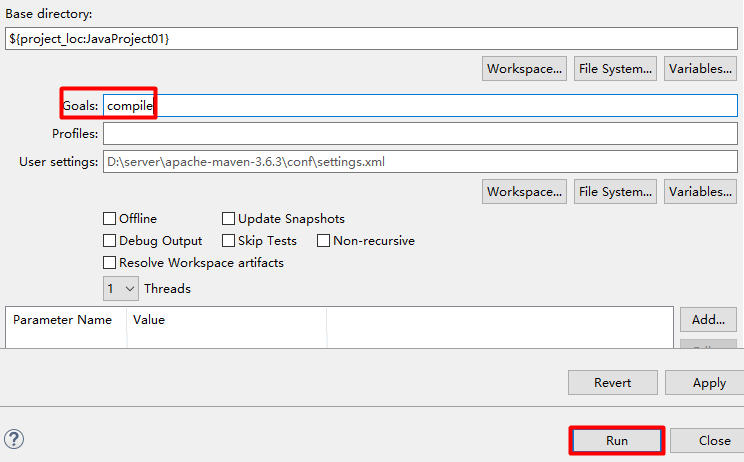 Base directory:
${project_loc:JavaProject01}
Workspace... File System... Variables...
Goals: compile
Profiles:
User settings: D:\server\apache-maven-3.6.3\conf\settings.xml
Workspace... File System... Variables...
Offline Update Snapshots
Debug Output Skip Tests Non-recursive
Resolve Workspace artifacts
1 Threads
Parameter Name Value Add...
Revert Apply
? Run Close